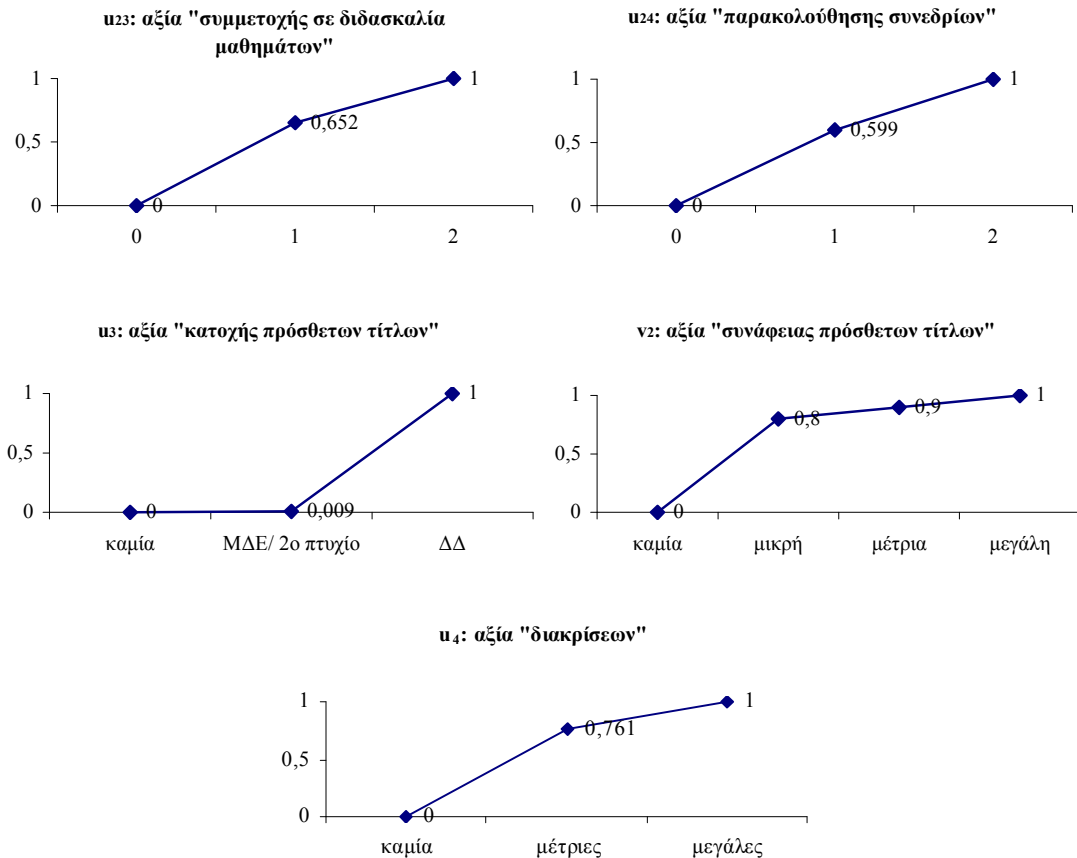 u23: αξία "συμμετοχής σε διδασκαλία
μαθημάτων"
1
0,5
0
0
0,652
1
0
1
2
u24: αξία "παρακολούθησης συνεδρίων"
1
0,5
0
0
0,599
1
0
1
2
u3: αξία "κατοχής πρόσθετων τίτλων"
1
0,5
0
0
0,009
1
καμία
ΜΔΕ/ 2ο πτυχίο
ΔΔ
v2: αξία "συνάφειας πρόσθετων τίτλων"
1
0,5
0
0
0,8
0,9
1
καμία
μικρή
μέτρια
μεγάλη
u4: αξία "διακρίσεων"
1
0,5
0
0
0,761
1
καμία
μέτριες
μεγάλες